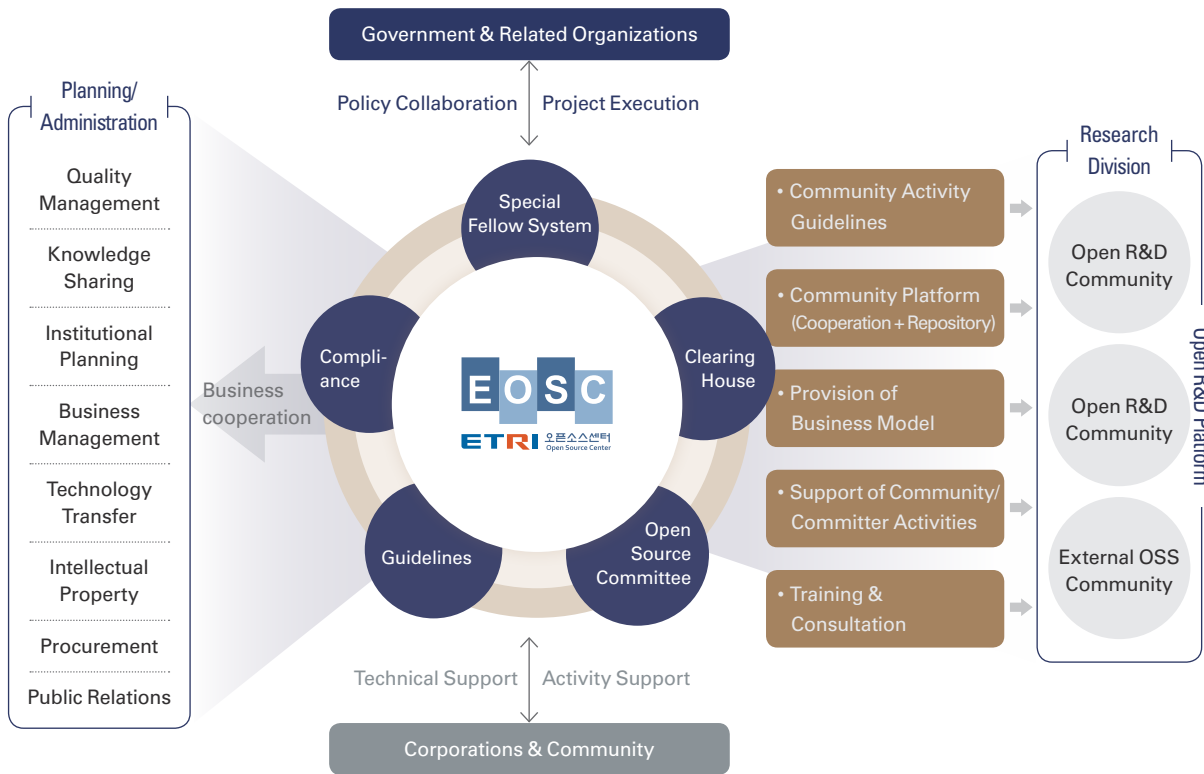 Government & Related Organizations
Policy Collaboration
Project Execution
Planning/
Administration
Quality
Management
Knowledge
Sharing
Institutional
Planning
Business
Management
Technology
Transfer
Intellectual
Property
Procurement
Public Relations
Business
cooperation
Special
Fellow System
Compli-
ance
Clearing
House
Guidelines
Open
Source
Committee
EOSC
ETRI 오픈소스센터
Open Source Center
Technical Support
Activity Support
Corporations & Community
• Community Activity
Guidelines
• Community Platform
(Cooperation + Repository)
• Provision of
Business Model
• Support of Community/
Committer Activities
• Training &
Consultation
Research
Division
Open R&D
Community
Open R&D
Community
External OSS
Community
Open R&D Platform